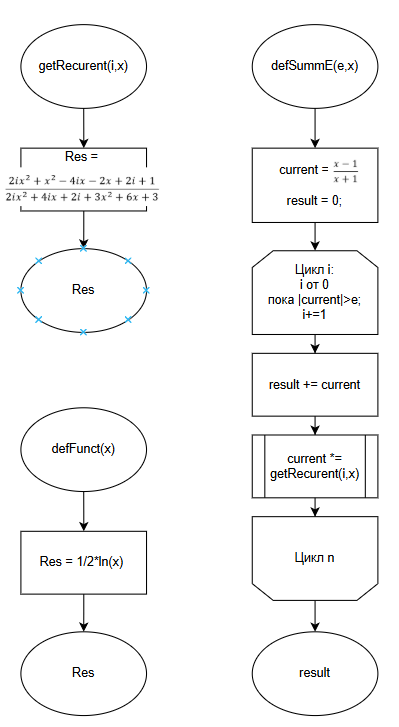 getRecurent(i,x)
Res =
2ix² + x² − 4ix − 2x + 2i + 1
2ix² + 4ix + 2i + 3x² + 6x + 3
Res
defFunct(x)
Res = 1/2*ln(x)
Res
defSummE(e,x)
current = x − 1
x + 1
result = 0;
Цикл i:
i от 0
пока |current|>e;
i+=1
result += current
current *=
getRecurent(i,x)
Цикл n
result